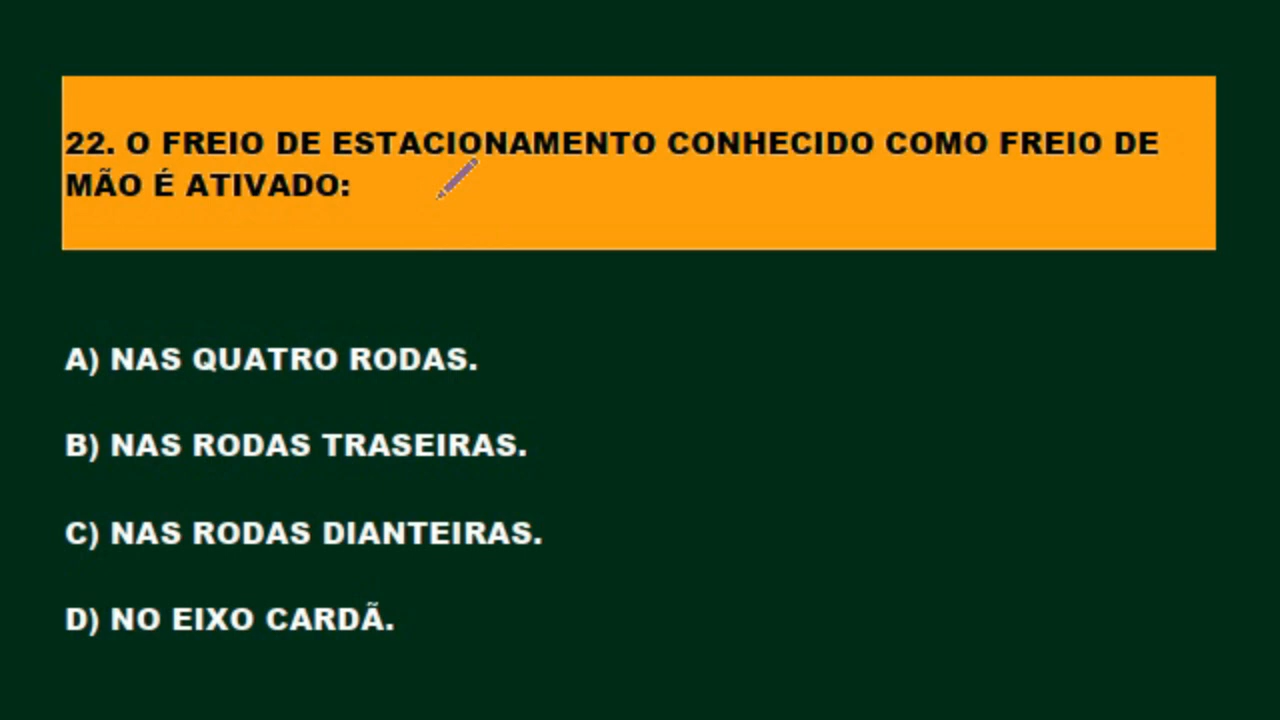 22. O FREIO DE ESTACIONAMENTO CONHECIDO COMO FREIO DE
MÃO É ATIVADO:
A) NAS QUATRO RODAS.
B) NAS RODAS TRASEIRAS.
C) NAS RODAS DIANTEIRAS.
D) NO EIXO CARDÃ.